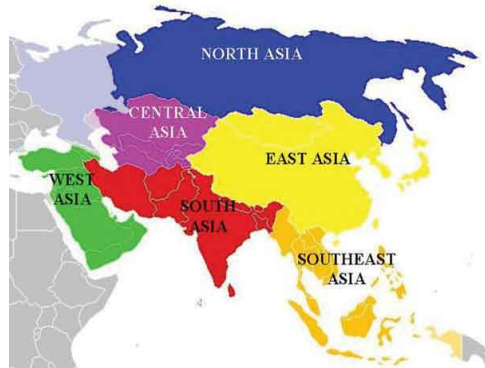 NORTH ASIA
CENTRAL
ASIA
EAST ASIA
WEST
ASIA
SOUTH
ASIA
SOUTHEAST
ASIA